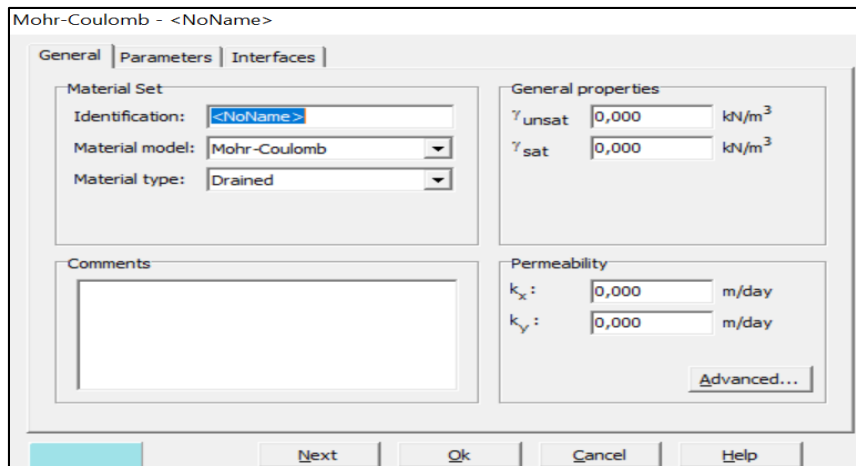 Mohr-Coulomb - <NoName>
General Parameters Interfaces
Material Set
Identification: <NoName>
Material model: Mohr-Coulomb
Material type: Drained
General properties
γunsat 0,000 kN/m³
γsat 0,000 kN/m³
Comments
Permeability
kx: 0,000 m/day
ky: 0,000 m/day
Advanced...
Next Ok Cancel Help